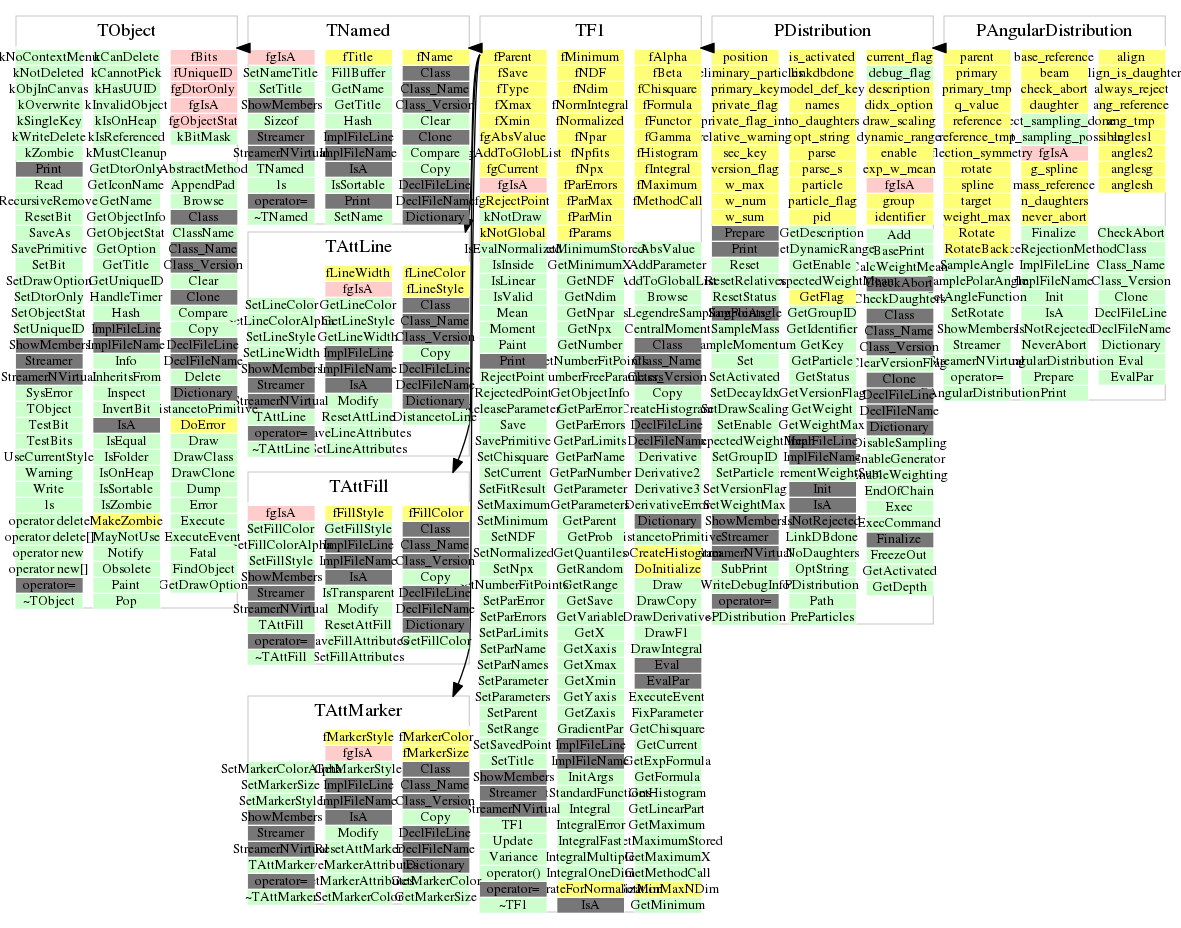 TObject
kNoContextMenu
kNotDeleted
kObjInCanvas
kOverwrite
kSingleKey
kWriteDelete
kZombie
Print
Read
RecursiveRemove
ResetBit
SaveAs
SavePrimitive
SetBit
SetDrawOption
SetDtorOnly
SetObjectStat
SetUniqueID
ShowMembers
Streamer
StreamerNVirtual
SysError
TObject
TestBit
TestBits
UseCurrentStyle
Warning
Write
ls
operator delete
operator delete[]
operator new
operator new[]
operator=
~TObject
kCanDelete
kCannotPick
kHasUUID
kInvalidObject
kIsOnHeap
kIsReferenced
kMustCleanup
GetDtorOnly
GetIconName
GetName
GetObjectInfo
GetObjectStat
GetOption
GetTitle
GetUniqueID
HandleTimer
Hash
ImplFileLine
ImplFileName
Info
InheritsFrom
Inspect
InvertBit
IsA
IsEqual
IsFolder
IsOnHeap
IsSortable
IsZombie
MakeZombie
MayNotUse
Notify
Obsolete
Paint
Pop
fBits
fUniqueID
fgDtorOnly
fgIsA
fgObjectStat
kBitMask
AbstractMethod
AppendPad
Browse
Class
ClassName
Class_Name
Class_Version
Clear
Clone
Compare
Copy
DeclFileLine
DeclFileName
Delete
Dictionary
DistancetoPrimitive
DoError
Draw
DrawClass
DrawClone
Dump
Error
Execute
ExecuteEvent
Fatal
FindObject
GetDrawOption
TNamed
fgIsA
SetNameTitle
SetTitle
ShowMembers
Sizeof
Streamer
StreamerNVirtual
TNamed
ls
operator=
~TNamed
fTitle
FillBuffer
GetName
GetTitle
Hash
ImplFileLine
ImplFileName
IsA
IsSortable
Print
SetName
fName
Class
Class_Name
Class_Version
Clear
Clone
Compare
Copy
DeclFileLine
DeclFileName
Dictionary
TAttLine
SetLineColor
SetLineColorAlpha
SetLineStyle
SetLineWidth
ShowMembers
Streamer
StreamerNVirtual
TAttLine
operator=
~TAttLine
fLineWidth
fgIsA
GetLineColor
GetLineStyle
GetLineWidth
ImplFileLine
ImplFileName
IsA
Modify
ResetAttLine
SaveLineAttributes
SetLineAttributes
fLineColor
fLineStyle
Class
Class_Name
Class_Version
Copy
DeclFileLine
DeclFileName
Dictionary
DistancetoLine
TAttFill
fgIsA
SetFillColor
SetFillColorAlpha
SetFillStyle
ShowMembers
Streamer
StreamerNVirtual
TAttFill
operator=
~TAttFill
fFillStyle
GetFillStyle
ImplFileLine
ImplFileName
IsA
IsTransparent
Modify
ResetAttFill
SaveFillAttributes
SetFillAttributes
fFillColor
Class
Class_Name
Class_Version
Copy
DeclFileLine
DeclFileName
Dictionary
GetFillColor
TAttMarker
SetMarkerColorAlpha
SetMarkerSize
SetMarkerStyle
ShowMembers
Streamer
StreamerNVirtual
TAttMarker
operator=
~TAttMarker
fMarkerStyle
fgIsA
GetMarkerStyle
ImplFileLine
ImplFileName
IsA
Modify
ResetAttMarker
SaveMarkerAttributes
SetMarkerAttributes
SetMarkerColor
fMarkerColor
fMarkerSize
Class
Class_Name
Class_Version
Copy
DeclFileLine
DeclFileName
Dictionary
GetMarkerColor
GetMarkerSize
TF1
fParent
fSave
fType
fXmax
fXmin
fgAbsValue
fgAddToGlobList
fgCurrent
fgIsA
fgRejectPoint
kNotDraw
kNotGlobal
IsEvalNormalized
IsInside
IsLinear
IsValid
Mean
Moment
Paint
Print
RejectPoint
RejectedPoint
ReleaseParameter
Save
SavePrimitive
SetChisquare
SetCurrent
SetFitResult
SetMaximum
SetMinimum
SetNDF
SetNormalized
SetNpx
SetNumberFitPoints
SetParError
SetParErrors
SetParLimits
SetParName
SetParNames
SetParameter
SetParameters
SetParent
SetRange
SetSavedPoint
SetTitle
ShowMembers
Streamer
StreamerNVirtual
TF1
Update
Variance
operator()
operator=
~TF1
fMinimum
fNDF
fNdim
fNormIntegral
fNormalized
fNpar
fNpfits
fNpx
fParErrors
fParMax
fParMin
fParams
GetMinimumStored
GetMinimumX
GetNDF
GetNdim
GetNpar
GetNpx
GetNumber
GetNumberFitPoints
GetNumberFreeParameters
GetObjectInfo
GetParError
GetParErrors
GetParLimits
GetParName
GetParNumber
GetParameter
GetParameters
GetParent
GetProb
GetQuantiles
GetRandom
GetRange
GetSave
GetVariable
GetX
GetXaxis
GetXmax
GetXmin
GetYaxis
GetZaxis
GradientPar
ImplFileLine
ImplFileName
InitArgs
InitStandardFunctions
Integral
IntegralError
IntegralFast
IntegralMultiple
IntegralOneDim
IntegrateForNormalization
IsA
fAlpha
fBeta
fChisquare
fFormula
fFunctor
fGamma
fHistogram
fIntegral
fMaximum
fMethodCall
AbsValue
AddParameter
AddToGlobList
Browse
CalcGaussLegendreSamplingPoints
CentralMoment
Class
Class_Name
Class_Version
Copy
CreateHistogram
DeclFileLine
DeclFileName
Derivative
Derivative2
Derivative3
DerivativeError
Dictionary
DistancetoPrimitive
DoCreateHistogram
DoInitialize
Draw
DrawCopy
DrawDerivative
DrawF1
DrawIntegral
Eval
EvalPar
ExecuteEvent
FixParameter
GetChisquare
GetCurrent
GetExpFormula
GetFormula
GetHistogram
GetLinearPart
GetMaximum
GetMaximumStored
GetMaximumX
GetMethodCall
GetMinMaxNDim
GetMinimum
PDistribution
position
primary_key
private_flag
relative_warning
sec_key
version_flag
w_max
w_num
w_sum
Prepare
Print
Reset
ResetRelatives
ResetStatus
SampleAngle
SampleMass
SampleMomentum
Set
SetActivated
SetDecayIdx
SetDrawScaling
SetEnable
SetExpectedWeightMean
SetGroupID
SetParticle
SetVersionFlag
SetWeightMax
ShowMembers
Streamer
StreamerNVirtual
SubPrint
WriteDebugInfo
operator=
~PDistribution
is_activated
linkdbdone
model_def_key
names
no_daughters
opt_string
parse
parse_s
particle
particle_flag
pid
GetDescription
GetDynamicRange
GetEnable
GetExpectedWeightMean
GetFlag
GetGroupID
GetIdentifier
GetKey
GetParticle
GetStatus
GetVersionFlag
GetWeight
GetWeightMax
ImplFileLine
ImplFileName
IncrementWeightSum
Init
IsA
IsNotRejected
LinkDBdone
NoDaughters
OptString
PDistribution
Path
PreParticles
current_flag
debug_flag
description
didx_option
draw_scaling
dynamic_range
enable
exp_w_mean
fgIsA
group
identifier
Add
BasePrint
CalcWeightMean
CheckAbort
CheckDaughters
Class
Class_Name
Class_Version
ClearVersionFlag
Clone
DeclFileLine
DeclFileName
Dictionary
DisableSampling
EnableGenerator
EnableWeighting
EndOfChain
Exec
ExecCommand
Finalize
FreezeOut
GetActivated
GetDepth
PAngularDistribution
parent
primary
primary_tmp
q_value
reference
reference_tmp
reflection_symmetry
rotate
spline
target
weight_max
Rotate
RotateBack
SampleAngle
SamplePolarAngle
SetAngleFunction
SetRotate
ShowMembers
Streamer
StreamerNVirtual
operator=
~PAngularDistribution
base_reference
beam
check_abort
daughter
fgIsA
g_spline
mass_reference
n_daughters
never_abort
Finalize
ImplFileLine
ImplFileName
Init
IsA
IsNotRejected
NeverAbort
PAngularDistribution
Prepare
Print
align
align_is_daughter
always_reject
ang_reference
ang_tmp
angles1
angles2
anglesg
anglesh
CheckAbort
Class
Class_Name
Class_Version
Clone
DeclFileLine
DeclFileName
Dictionary
Eval
EvalPar